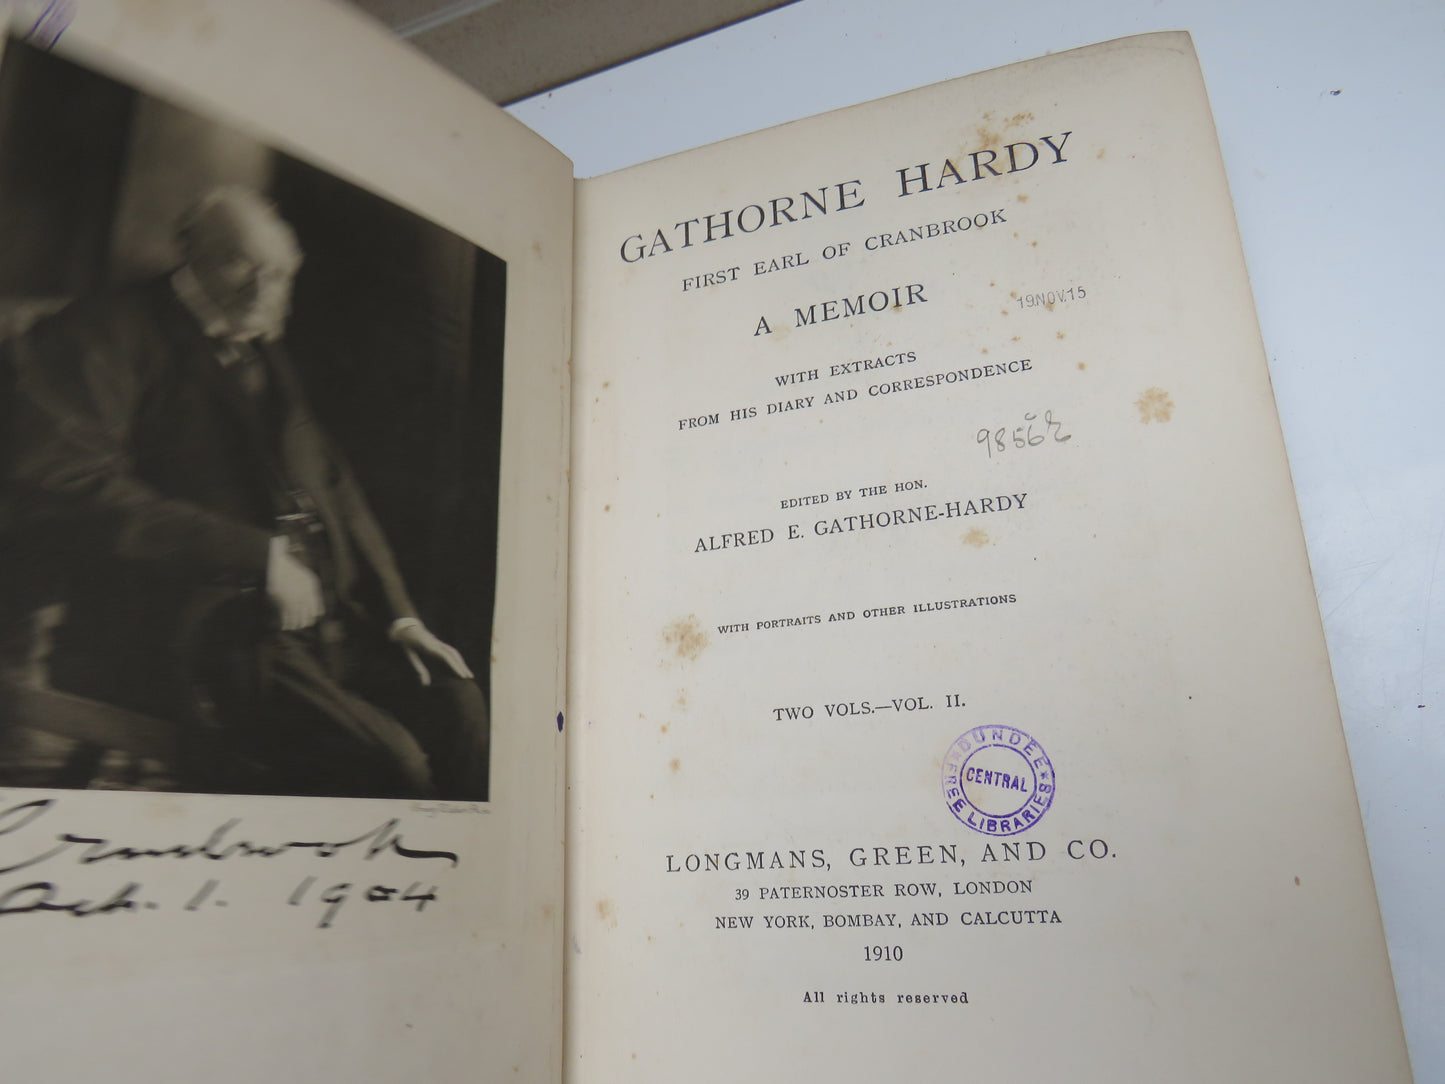 Cranbrook
Oct. 1. 1904
GATHORNE HARDY
FIRST EARL OF CRANBROOK
A MEMOIR
19.NOV.15
WITH EXTRACTS
FROM HIS DIARY AND CORRESPONDENCE
EDITED BY THE HON.
ALFRED E. GATHORNE-HARDY
WITH PORTRAITS AND OTHER ILLUSTRATIONS
TWO VOLS.—VOL. II.
DUNDEE
CENTRAL
FREE LIBRARIES
LONGMANS, GREEN, AND CO.
39 PATERNOSTER ROW, LONDON
NEW YORK, BOMBAY, AND CALCUTTA
1910
All rights reserved